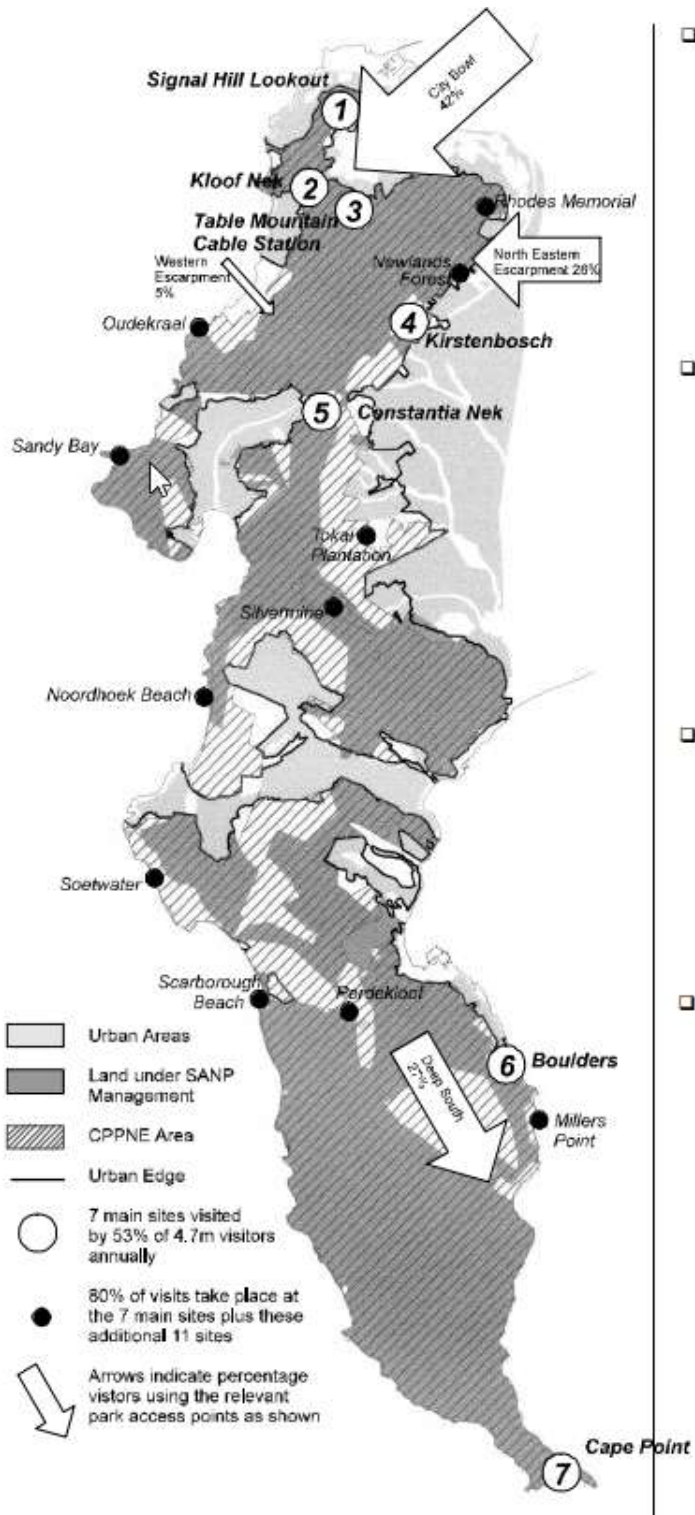 Signal Hill Lookout
1
City Bowl
42%
Kloof Nek
2
3
Table Mountain
Cable Station
Rhodes Memorial
Western
Escarpment
5%
Newlands
Forest
North Eastern
Escarpment 26%
Oudekraal
4
Kirstenbosch
5
Constantia Nek
Sandy Bay
Tokai
Plantation
Silvermine
Noordhoek Beach
Soetwater
Scarborough
Beach
Perdekloof
Deep South
27%
6
Boulders
Millers
Point
Urban Areas
Land under SANP
Management
CPPNE Area
Urban Edge
7 main sites visited
by 53% of 4.7m visitors
annually
80% of visits take place at
the 7 main sites plus these
additional 11 sites
Arrows indicate percentage
vistors using the relevant
park access points as shown
Cape Point
7